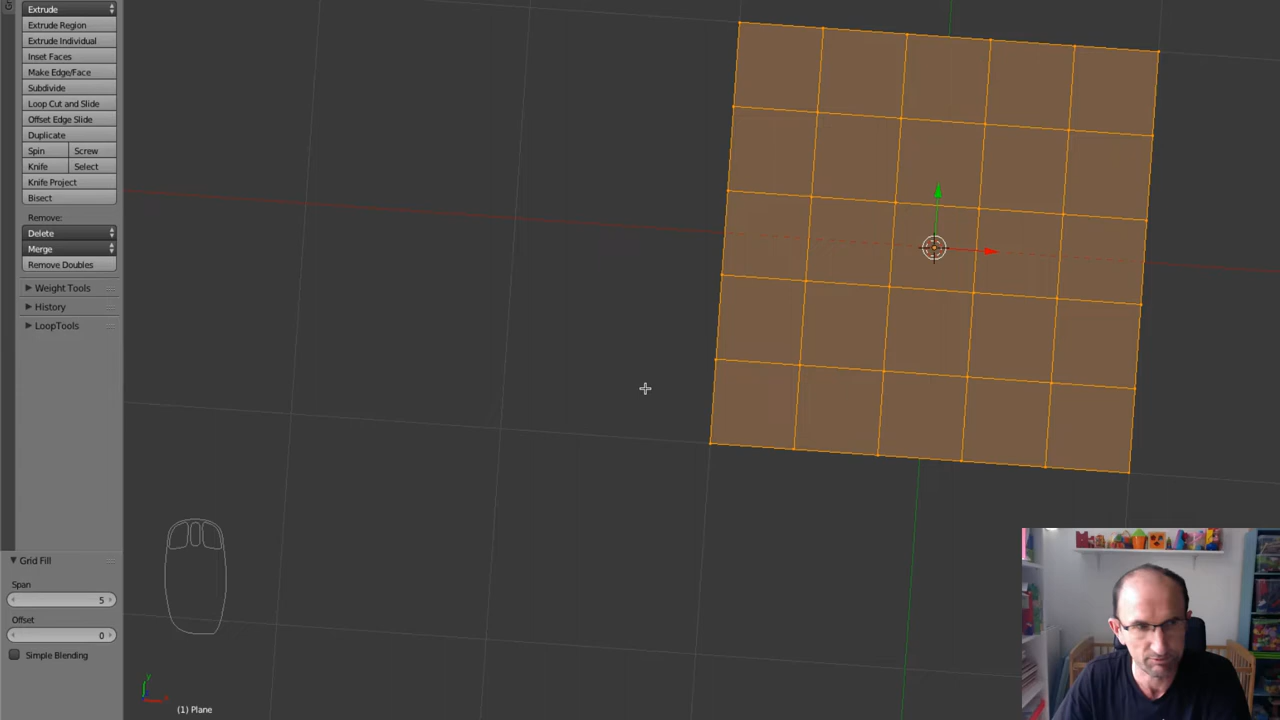 Extrude
Extrude Region
Extrude Individual
Inset Faces
Make Edge/Face
Subdivide
Loop Cut and Slide
Offset Edge Slide
Duplicate
Spin Screw
Knife Select
Knife Project
Bisect
Remove:
Delete
Merge
Remove Doubles
Weight Tools
History
LoopTools
Grid Fill
Span
5
Offset
0
Simple Blending
(1) Plane